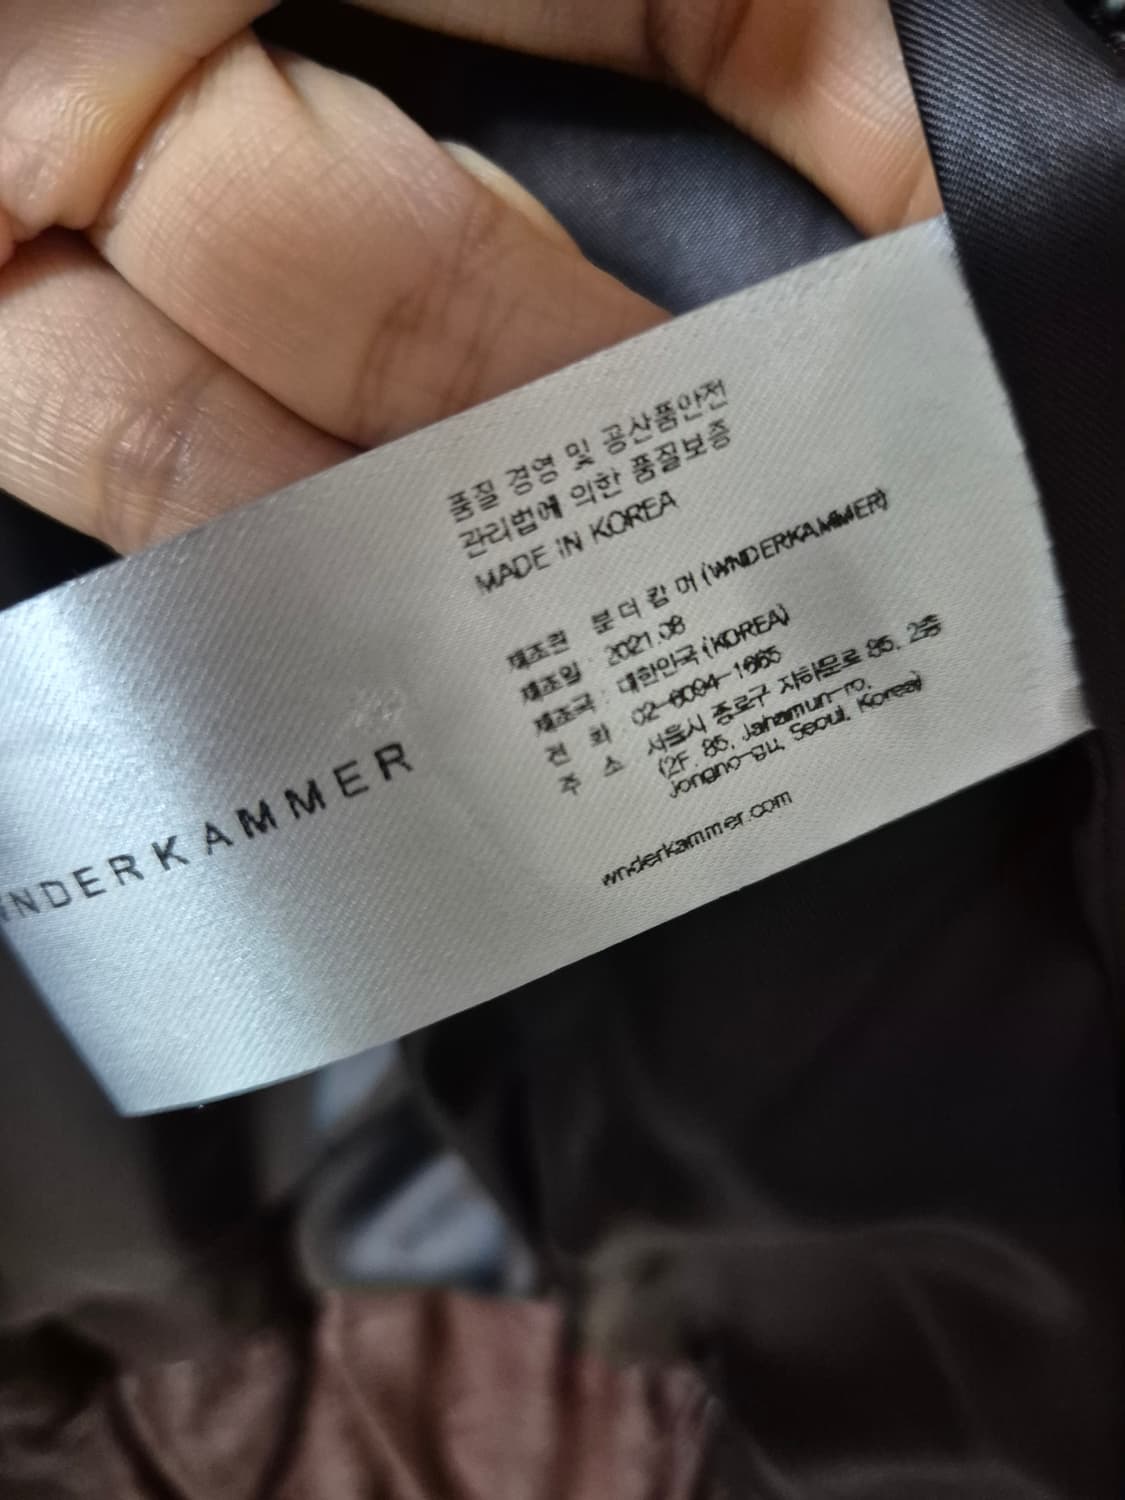 WNDERKAMMER
품질 경영 및 공산품안전
관리법에 의한 품질보증
MADE IN KOREA
제조원 분더캄머(WNDERKAMMER)
제조일 : 2021.08
제조국 : 대한민국(KOREA)
전 화 02-6094-1665
주 소 서울시 종로구 자하문로 85, 2층
(2F, 85, Jahamun-ro,
Jongno-gu, Seoul, Korea)
wnderkammer.com